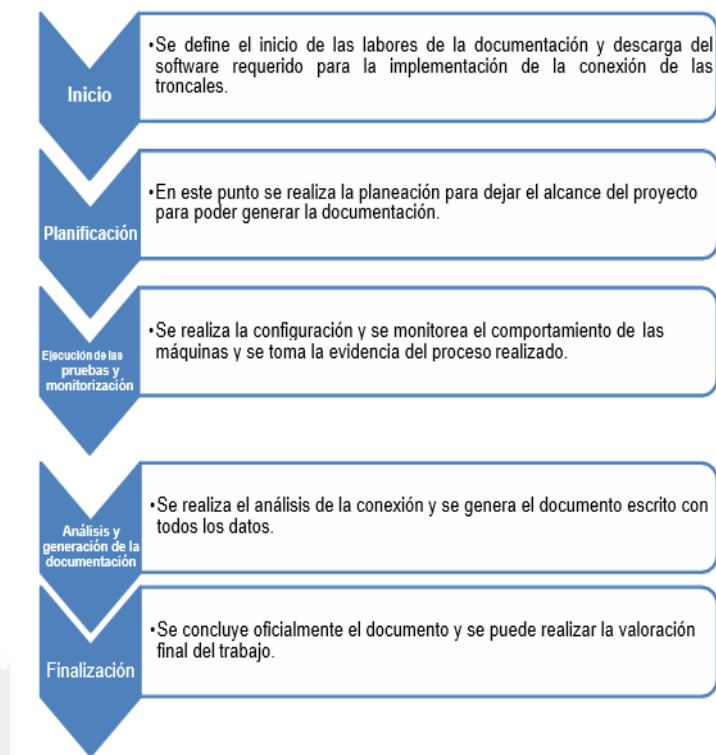 Inicio
•Se define el inicio de las labores de la documentación y descarga del
software requerido para la implementación de la conexión de las
troncales.
Planificación
•En este punto se realiza la planeación para dejar el alcance del proyecto
para poder generar la documentación.
Ejecución de las
pruebas y
monitorización
•Se realiza la configuración y se monitorea el comportamiento de las
máquinas y se toma la evidencia del proceso realizado.
Análisis y
generación de la
documentación
•Se realiza el análisis de la conexión y se genera el documento escrito con
todos los datos.
Finalización
•Se concluye oficialmente el documento y se puede realizar la valoración
final del trabajo.